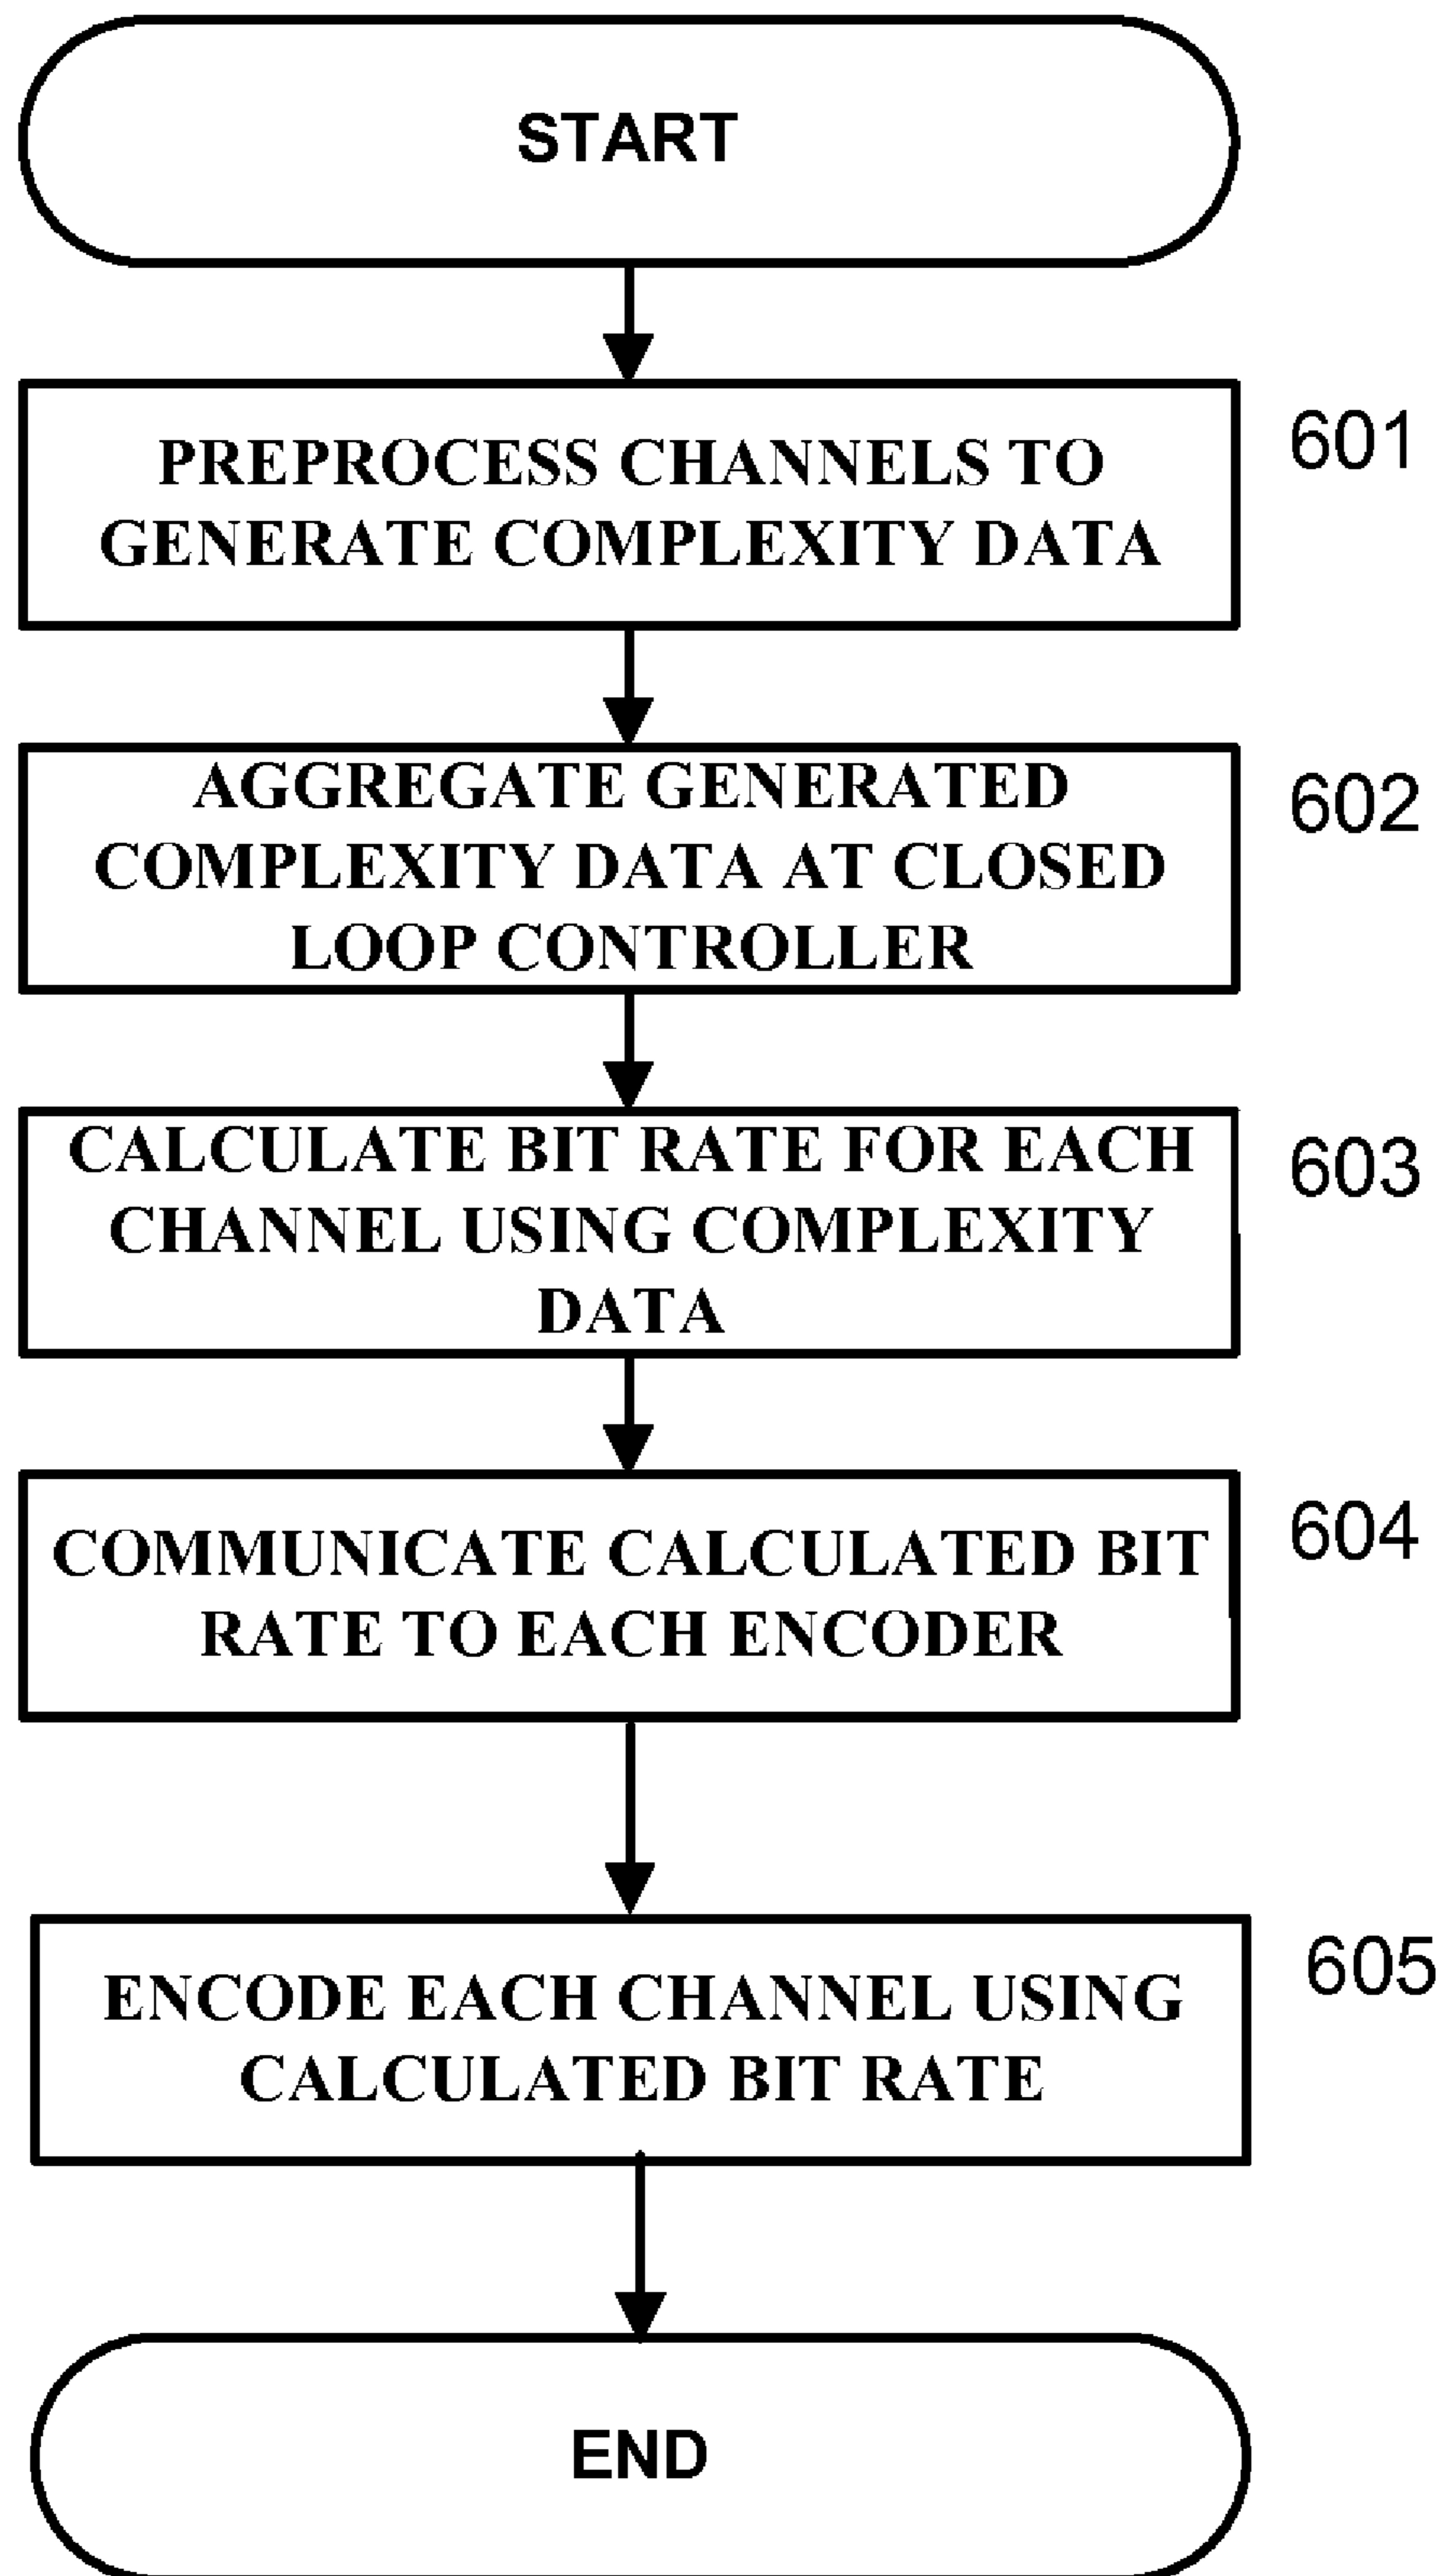 START
PREPROCESS CHANNELS TO
GENERATE COMPLEXITY DATA
601
AGGREGATE GENERATED
COMPLEXITY DATA AT CLOSED
LOOP CONTROLLER
602
CALCULATE BIT RATE FOR EACH
CHANNEL USING COMPLEXITY
DATA
603
COMMUNICATE CALCULATED BIT
RATE TO EACH ENCODER
604
ENCODE EACH CHANNEL USING
CALCULATED BIT RATE
605
END